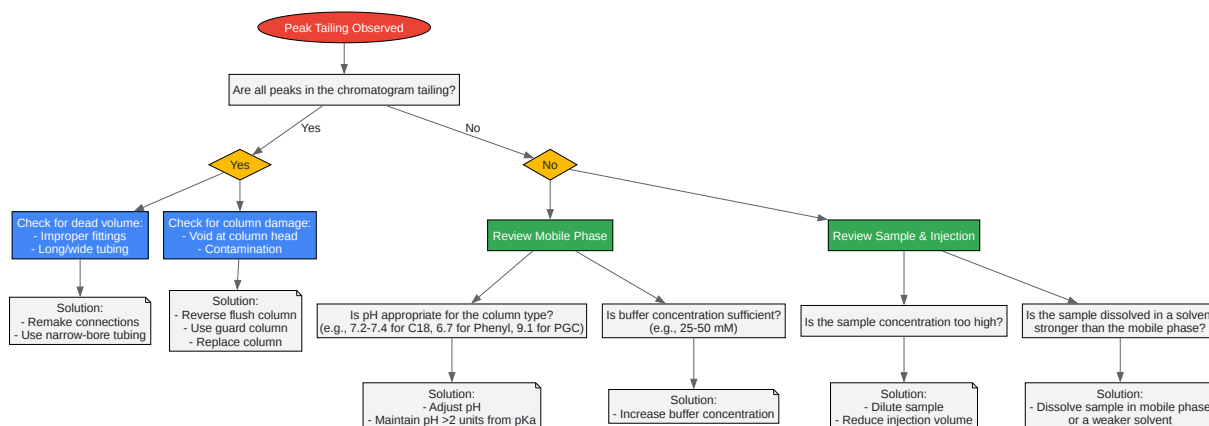 Peak Tailing Observed
Are all peaks in the chromatogram tailing?
Yes
No
Yes
No
Check for dead volume:
- Improper fittings
- Long/wide tubing
Check for column damage:
- Void at column head
- Contamination
Review Mobile Phase
Review Sample & Injection
Solution:
- Remake connections
- Use narrow-bore tubing
Solution:
- Reverse flush column
- Use guard column
- Replace column
Is pH appropriate for the column type?
(e.g., 7.2-7.4 for C18, 6.7 for Phenyl, 9.1 for PGC)
Is buffer concentration sufficient?
(e.g., 25-50 mM)
Is the sample concentration too high?
Is the sample dissolved in a solvent
stronger than the mobile phase?
Solution:
- Adjust pH
- Maintain pH >2 units from pKa
Solution:
- Increase buffer concentration
Solution:
- Dilute sample
- Reduce injection volume
Solution:
- Dissolve sample in mobile phase
or a weaker solvent